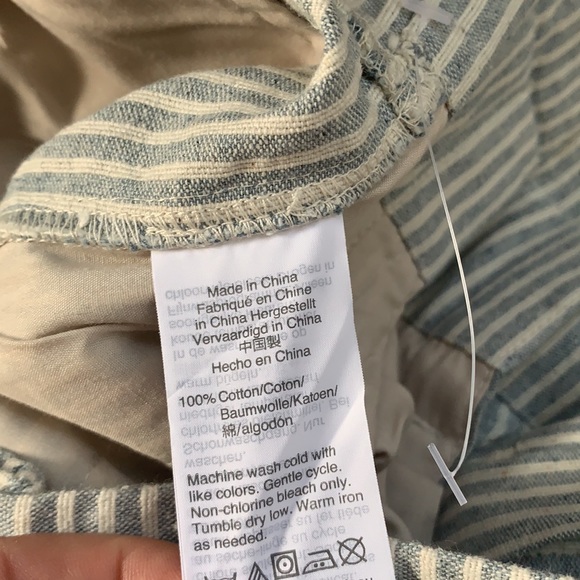 Made in China
Fabriqué en Chine
in China Hergestellt
Vervaardigd in China
中国製
Hecho en China
100% Cotton/Coton/
Baumwolle/Katoen/
綿/algodón
Machine wash cold with
like colors. Gentle cycle.
Non-chlorine bleach only.
Tumble dry low. Warm iron
as needed.